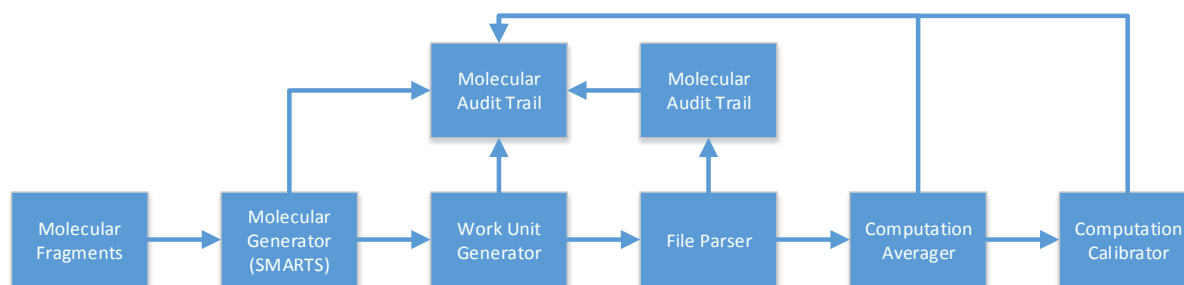 Molecular
Audit Trail
Molecular
Audit Trail
Molecular
Fragments
Molecular
Generator
(SMARTS)
Work Unit
Generator
File Parser
Computation
Averager
Computation
Calibrator